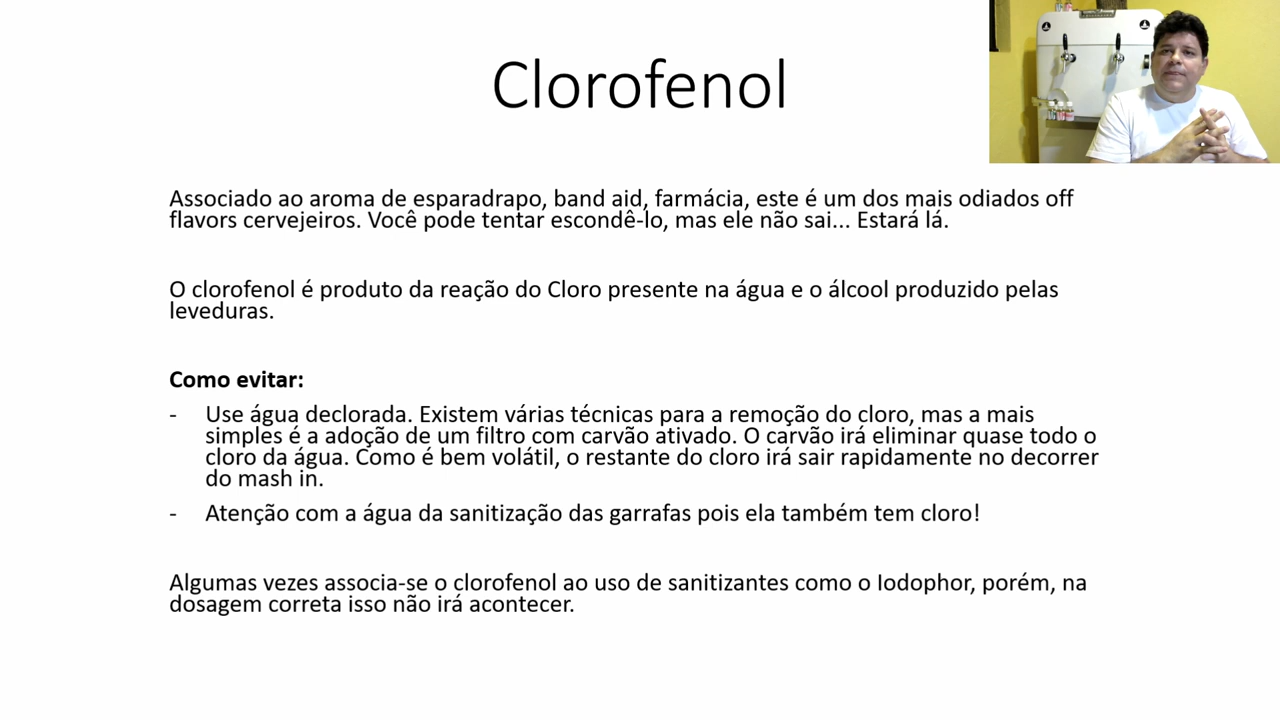 Clorofenol
Associado ao aroma de esparadrapo, band aid, farmácia, este é um dos mais odiados off
flavors cervejeiros. Você pode tentar escondê-lo, mas ele não sai... Estará lá.
O clorofenol é produto da reação do Cloro presente na água e o álcool produzido pelas
leveduras.
Como evitar:
- Use água declorada. Existem várias técnicas para a remoção do cloro, mas a mais
simples é a adoção de um filtro com carvão ativado. O carvão irá eliminar quase todo o
cloro da água. Como é bem volátil, o restante do cloro irá sair rapidamente no decorrer
do mash in.
- Atenção com a água da sanitização das garrafas pois ela também tem cloro!
Algumas vezes associa-se o clorofenol ao uso de sanitizantes como o Iodophor, porém, na
dosagem correta isso não irá acontecer.